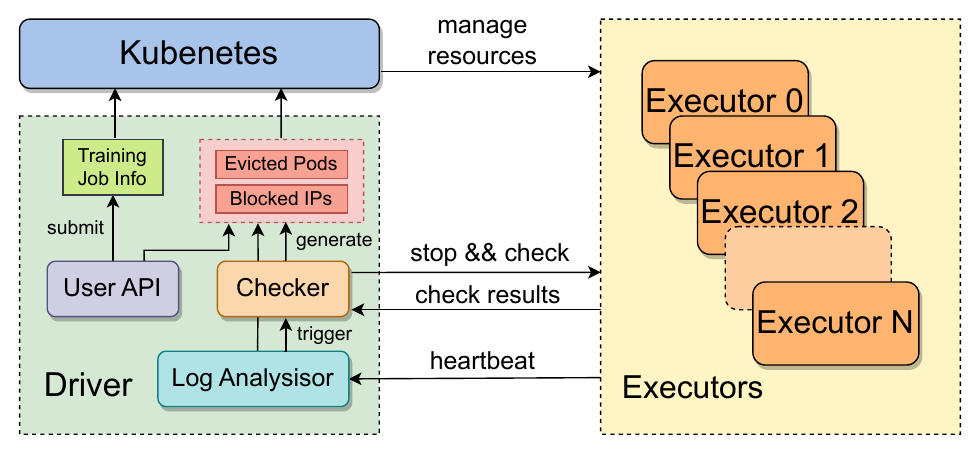 Kubenetes
manage
resources
Training
Job Info
Evicted Pods
Blocked IPs
submit
generate
User API
Checker
trigger
Log Analysisor
Driver
stop && check
check results
heartbeat
Executor 0
Executor 1
Executor 2
Executor N
Executors